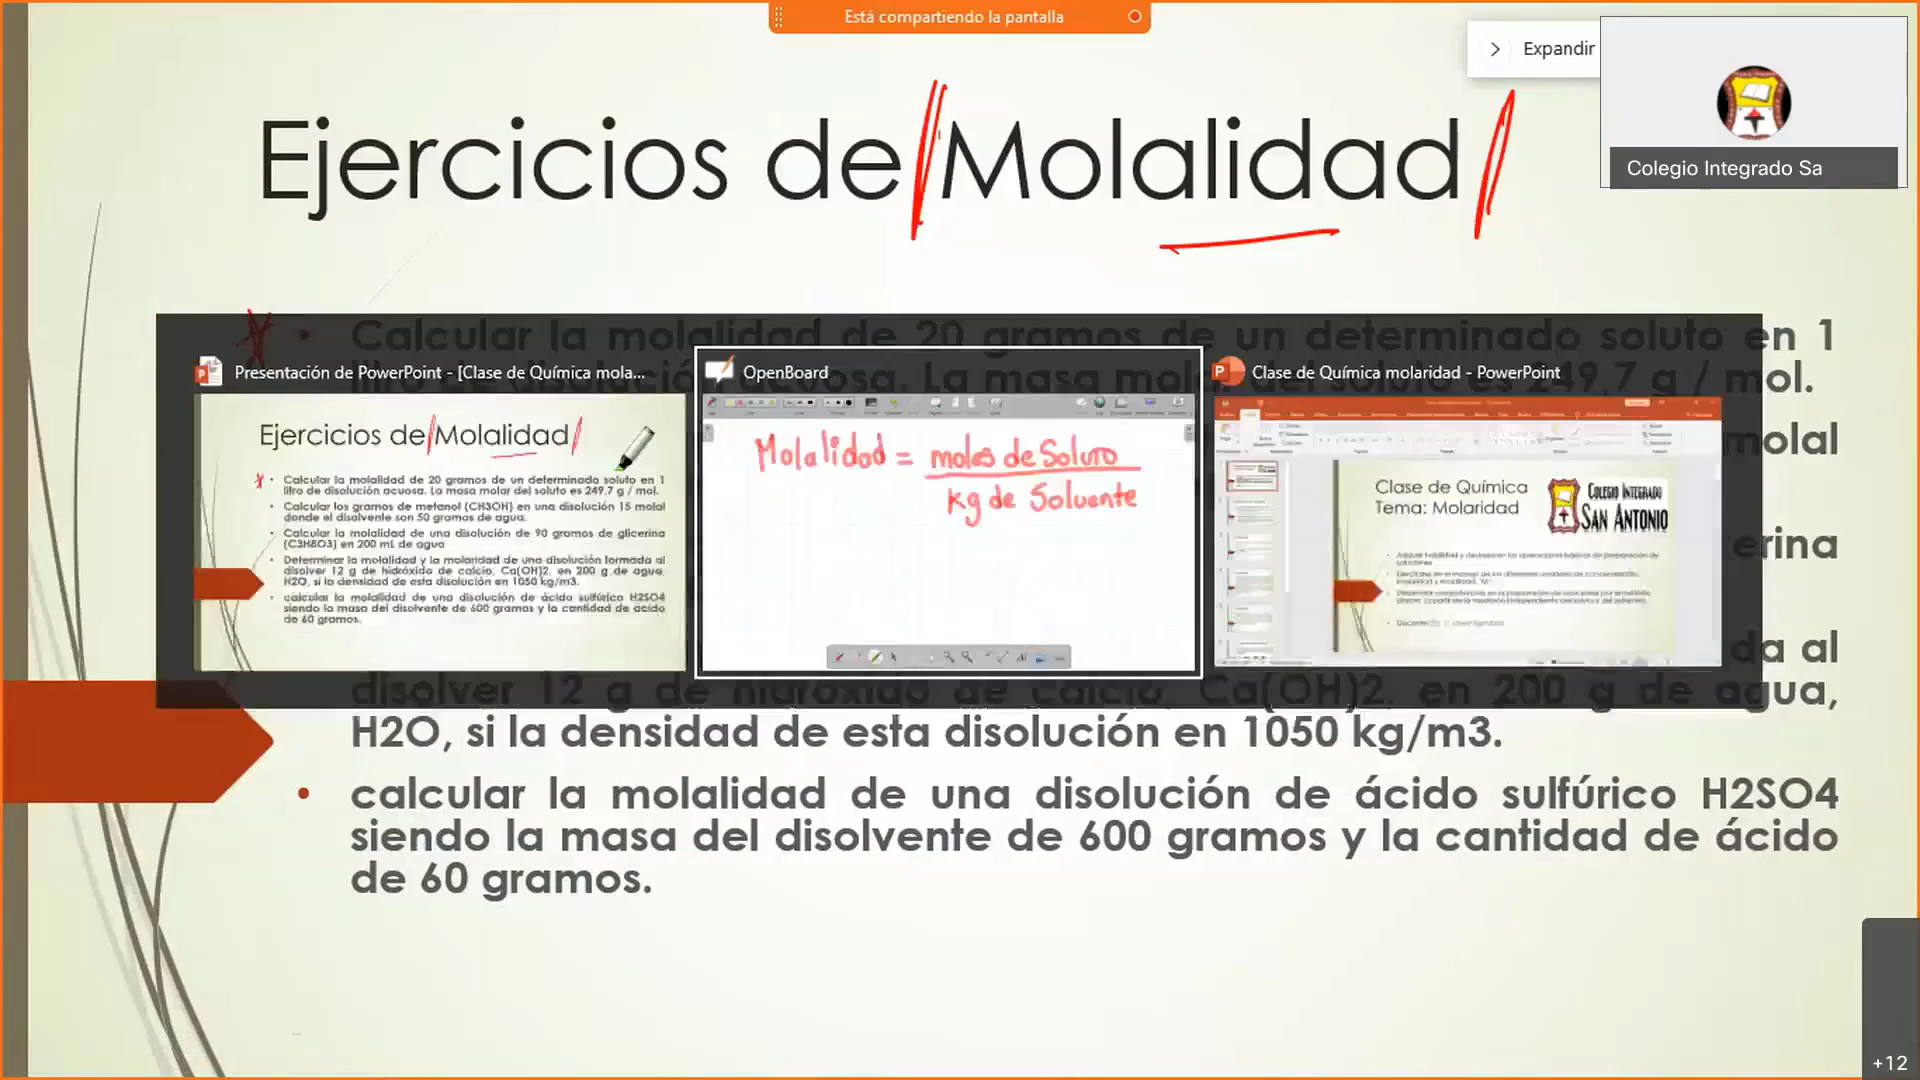 Está compartiendo la pantalla
Expandir
Colegio Integrado Sa
Ejercicios de Molalidad
Calcular la molalidad de 20 gramos de un determinado soluto en 1
La masa molar del soluto es 249,7 g / mol.
molal
erina
da al
disolver 12 g de hidróxido de calcio, Ca(OH)2, en 200 g de agua,
H2O, si la densidad de esta disolución en 1050 kg/m3.
• calcular la molalidad de una disolución de ácido sulfúrico H2SO4
siendo la masa del disolvente de 600 gramos y la cantidad de ácido
de 60 gramos.
Presentación de PowerPoint - [Clase de Química mola...
Ejercicios de Molalidad
• Calcular la molalidad de 20 gramos de un determinado soluto en 1
litro de disolución acuosa. La masa molar del soluto es 249,7 g / mol.
• Calcular los gramos de metanol (CH3OH) en una disolución 15 molal
donde el disolvente son 50 gramos de agua.
• Calcular la molalidad de una disolución de 90 gramos de glicerina
(C3H8O3) en 200 mL de agua
• Determinar la molalidad y la molaridad de una disolución formada al
disolver 12 g de hidróxido de calcio, Ca(OH)2, en 200 g de agua,
H2O, si la densidad de esta disolución en 1050 kg/m3.
• calcular la molalidad de una disolución de ácido sulfúrico H2SO4
siendo la masa del disolvente de 600 gramos y la cantidad de ácido
de 60 gramos.
OpenBoard
Molalidad = moles de Soluto
kg de Solvente
Clase de Química molaridad - PowerPoint
Clase de Química
Tema: Molaridad
COLEGIO INTEGRADO
SAN ANTONIO
+12